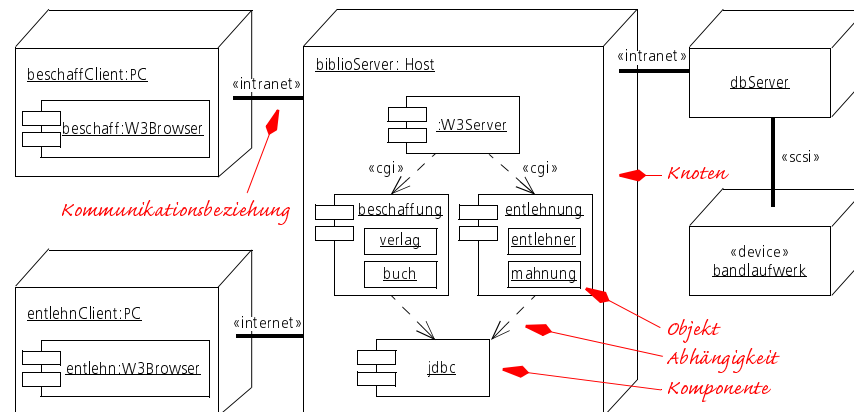 beschaffClient:PC
beschaff:W3Browser
«intranet»
Kommunikationsbeziehung
entlehnClient:PC
entlehn:W3Browser
«internet»
biblioServer: Host
:W3Server
«cgi»
«cgi»
beschaffung
verlag
buch
entlehnung
entlehner
mahnung
jdbc
«intranet»
dbServer
«scsi»
Knoten
«device»
bandlaufwerk
Objekt
Abhängigkeit
Komponente